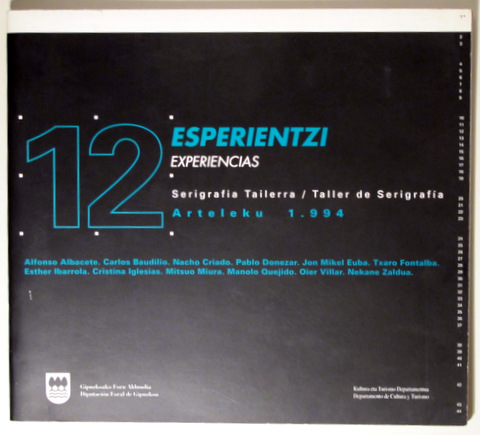 12
ESPERIENTZI
EXPERIENCIAS
Serigrafia Tailerra / Taller de Serigrafía
Arteleku 1.994
Alfonso Albacete. Carlos Baudilio. Nacho Criado. Pablo Donezar. Jon Mikel Euba. Txaro Fontalba.
Esther Ibarrola. Cristina Iglesias. Mitsuo Miura. Manolo Quejido. Oier Villar. Nekane Zaldua.
Gipuzkoako Foru Aldundia
Diputación Foral de Gipuzkoa
Kultura eta Turismo Departamentua
Departamento de Cultura y Turismo